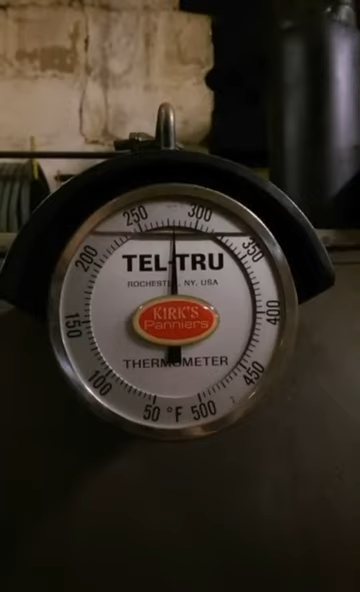 250 300
200 350
TEL-TRU
ROCHESTER, NY. USA
KIRK'S
Panniers
150 400
THERMOMETER
100 450
50 °F 500